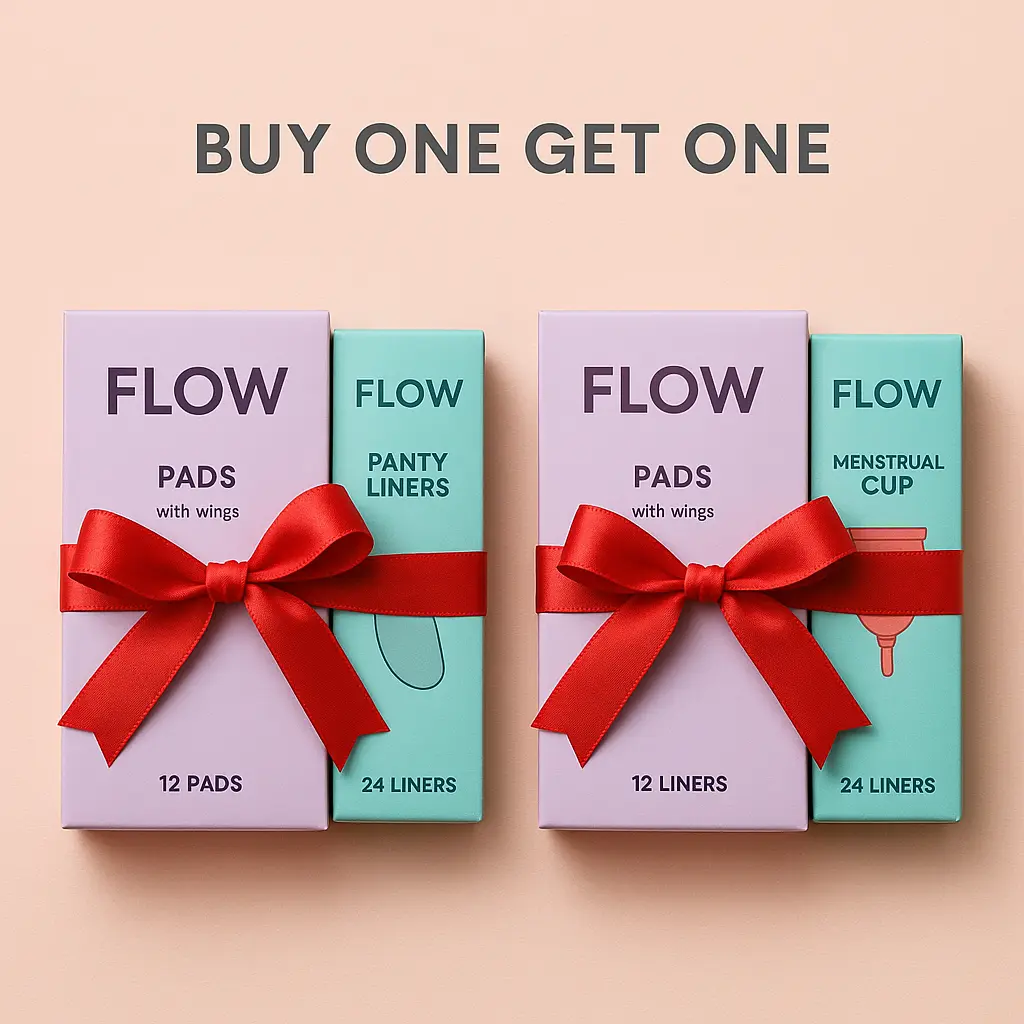 BUY ONE GET ONE
FLOW
PADS
with wings
12 PADS
FLOW
PANTY
LINERS
24 LINERS
FLOW
PADS
with wings
12 LINERS
FLOW
MENSTRUAL
CUP
24 LINERS